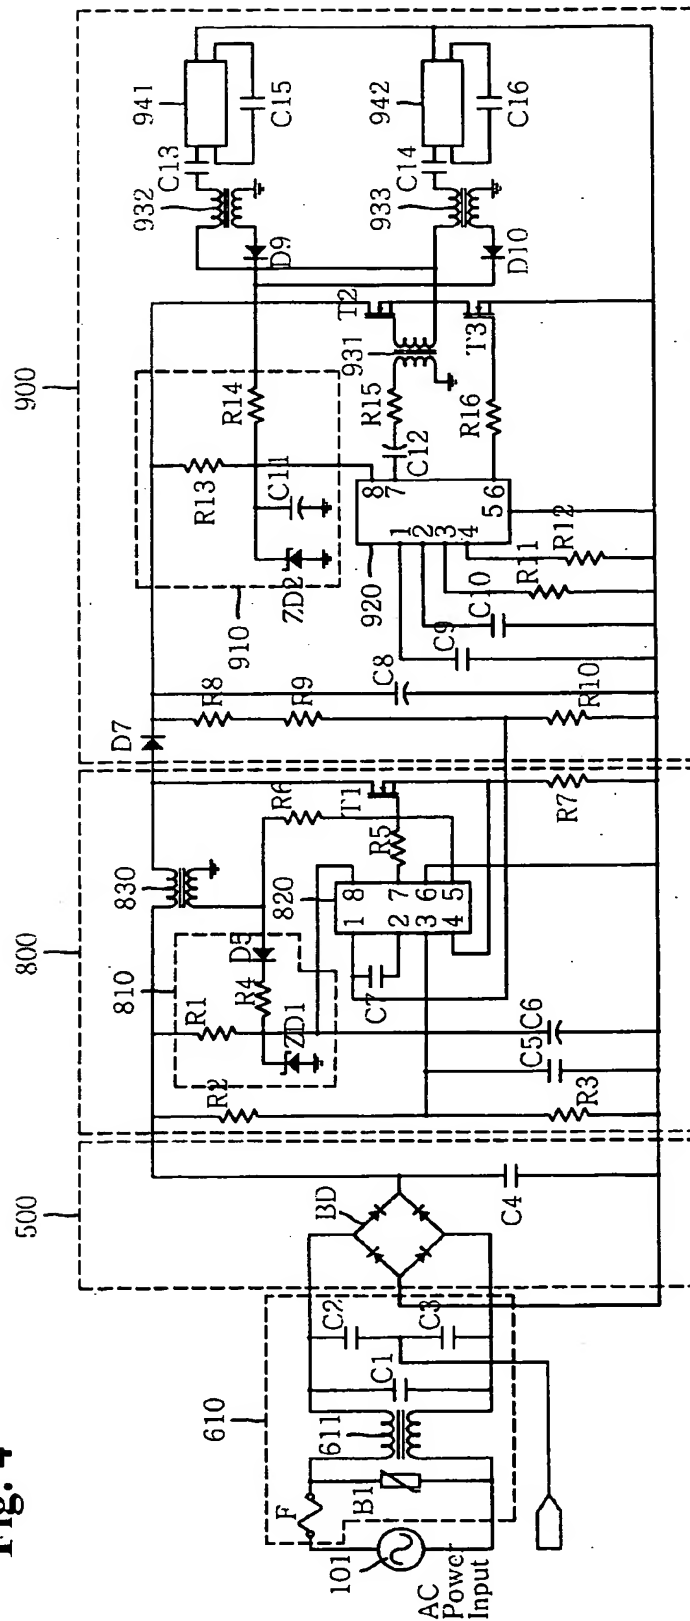 Fig. 4
AC
Power
Input
101
F
B1
610
611
C1
C2
C3
500
BD
C4
800
810
R2
R3
R1
C5
C6
ZD1
R4
D5
C7
820
1
2
3
4
8
7
6
5
830
R5
R6
T1
R7
D7
900
R8
R9
R10
C8
C9
C10
R11
R12
910
ZD2
C11
R13
R14
920
1
2
3
4
8
7
6
5
C12
R15
R16
931
T2
T3
D9
D10
932
933
C13
C14
941
942
C15
C16